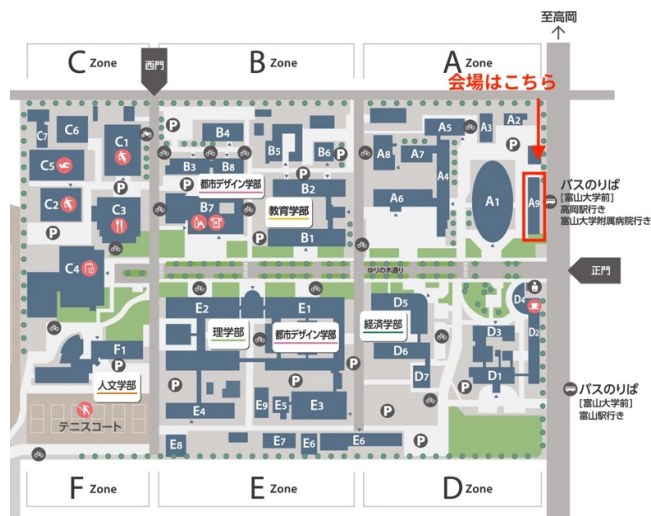 至高岡
C Zone
西門
B Zone
A Zone
会場はこちら
C7
C6
C1
C5
C2
C3
C4
P
P
B4
B3
B8
B5
B6
P
都市デザイン学部
B7
教育学部
B2
B1
P
A8
A7
A5
A3
A2
P
A4
A6
A1
A9
P
バスのりば
[富山大学前]
高岡駅行き
富山大学附属病院行き
ゆりの木通り
正門
E2
E1
理学部
都市デザイン学部
経済学部
D5
D6
D7
D4
D3
D2
D1
F1
人文学部
P
テニスコート
E4
E9
E5
E3
P
P
P
P
E8
E7
E6
E6
P
バスのりば
[富山大学前]
富山駅行き
F Zone
E Zone
D Zone